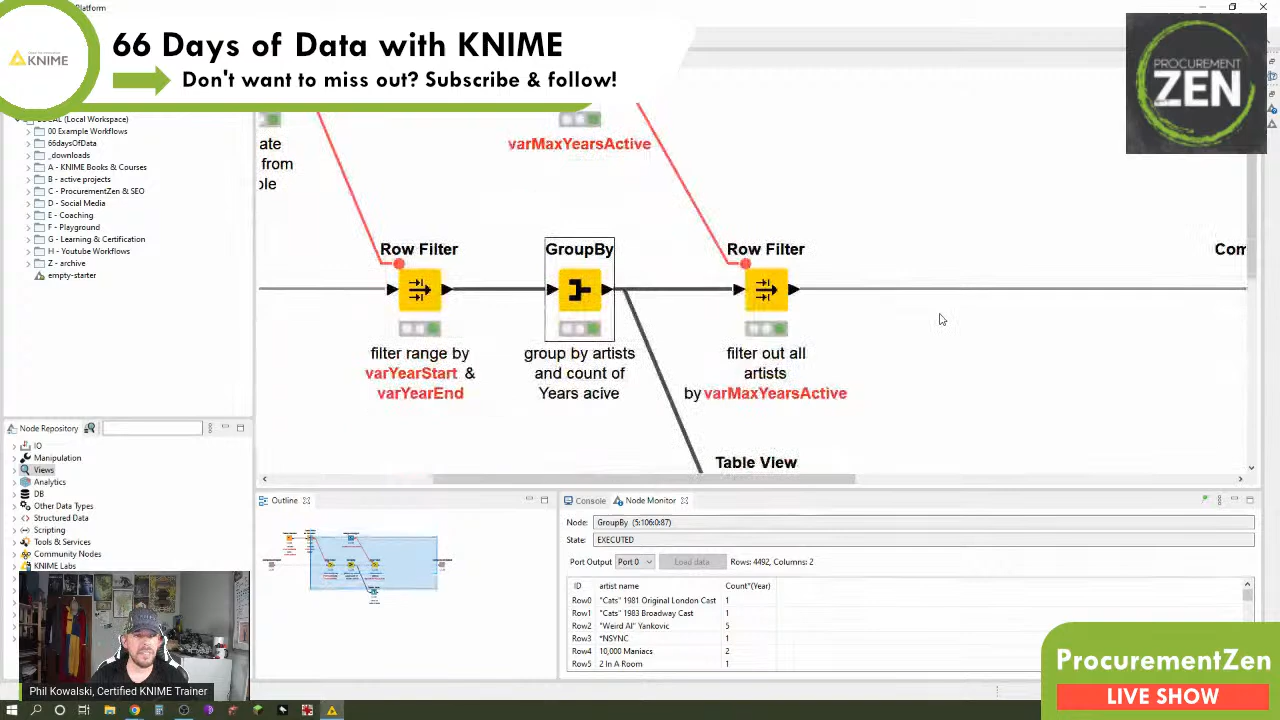 Platform
66 Days of Data with KNIME
Don't want to miss out? Subscribe & follow!
KNIME
PROCUREMENT
ZEN
(Local Workspace)
00 Example Workflows
66daysOfData
_downloads
A - KNIME Books & Courses
B - active projects
C - ProcurementZen & SEO
D - Social Media
E - Coaching
F - Playground
G - Learning & Certification
H - Youtube Workflows
Z - archive
empty-starter
ate
from
ole
varMaxYearsActive
Row Filter
GroupBy
Row Filter
Com
filter range by
varYearStart &
varYearEnd
group by artists
and count of
Years acive
filter out all
artists
by varMaxYearsActive
Table View
Node Repository
IO
Manipulation
Views
Analytics
DB
Other Data Types
Structured Data
Scripting
Tools & Services
Community Nodes
KNIME Labs
Outline
Console
Node Monitor
Node:
GroupBy (5:106:0:87)
State:
EXECUTED
Port Output
Port 0
Load data
Rows: 4492, Columns: 2
ID artist name Count*(Year)
Row0 "Cats" 1981 Original London Cast 1
Row1 "Cats" 1983 Broadway Cast 1
Row2 "Weird Al" Yankovic 5
Row3 *NSYNC 1
Row4 10,000 Maniacs 2
Row5 2 In A Room 1
Phil Kowalski, Certified KNIME Trainer
ProcurementZen
LIVE SHOW